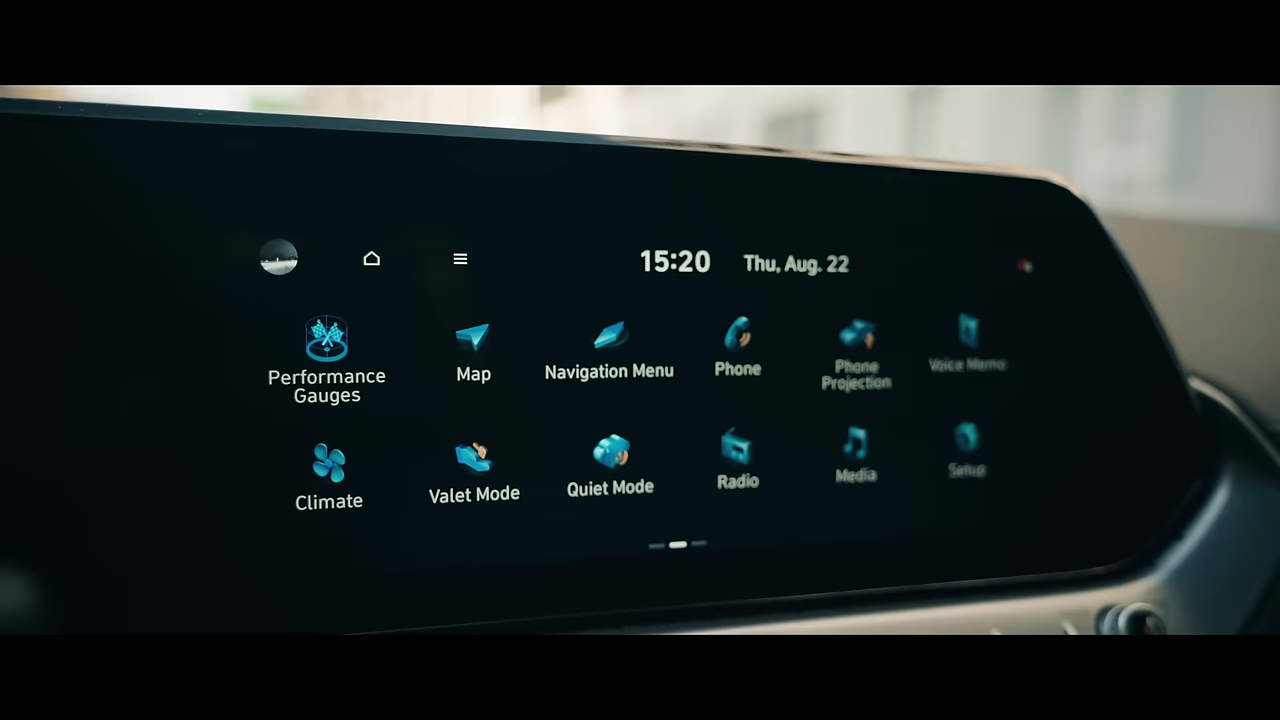 15:20 Thu, Aug. 22
Performance
Gauges
Map
Navigation Menu
Phone
Phone
Projection
Voice Memo
Climate
Valet Mode
Quiet Mode
Radio
Media
Setup